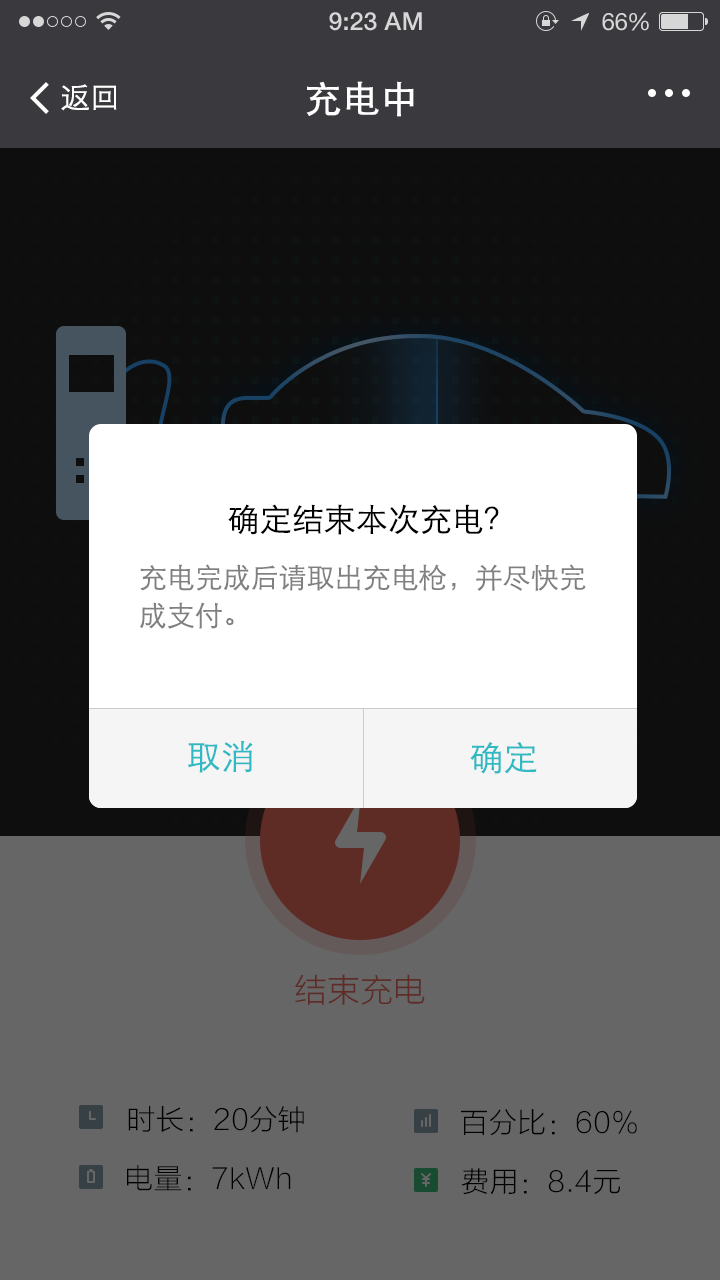 9:23 AM 66%
返回 充电中
确定结束本次充电?
充电完成后请取出充电枪，并尽快完
成支付。
取消 确定
结束充电
时长：20分钟 百分比：60%
电量：7kWh 费用：8.4元